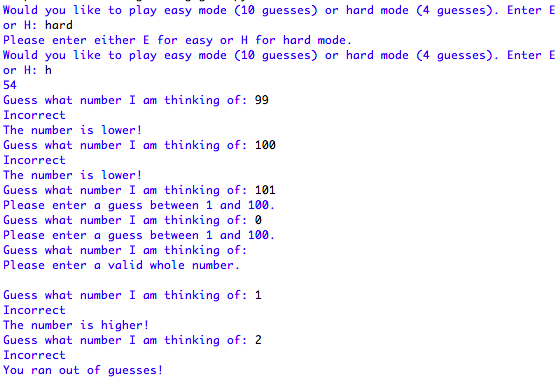 Would you like to play easy mode (10 guesses) or hard mode (4 guesses). Enter E
or H: hard
Please enter either E for easy or H for hard mode.
Would you like to play easy mode (10 guesses) or hard mode (4 guesses). Enter E
or H: h
54
Guess what number I am thinking of: 99
Incorrect
The number is lower!
Guess what number I am thinking of: 100
Incorrect
The number is lower!
Guess what number I am thinking of: 101
Please enter a guess between 1 and 100.
Guess what number I am thinking of: 0
Please enter a guess between 1 and 100.
Guess what number I am thinking of:
Please enter a valid whole number.
Guess what number I am thinking of: 1
Incorrect
The number is higher!
Guess what number I am thinking of: 2
Incorrect
You ran out of guesses!